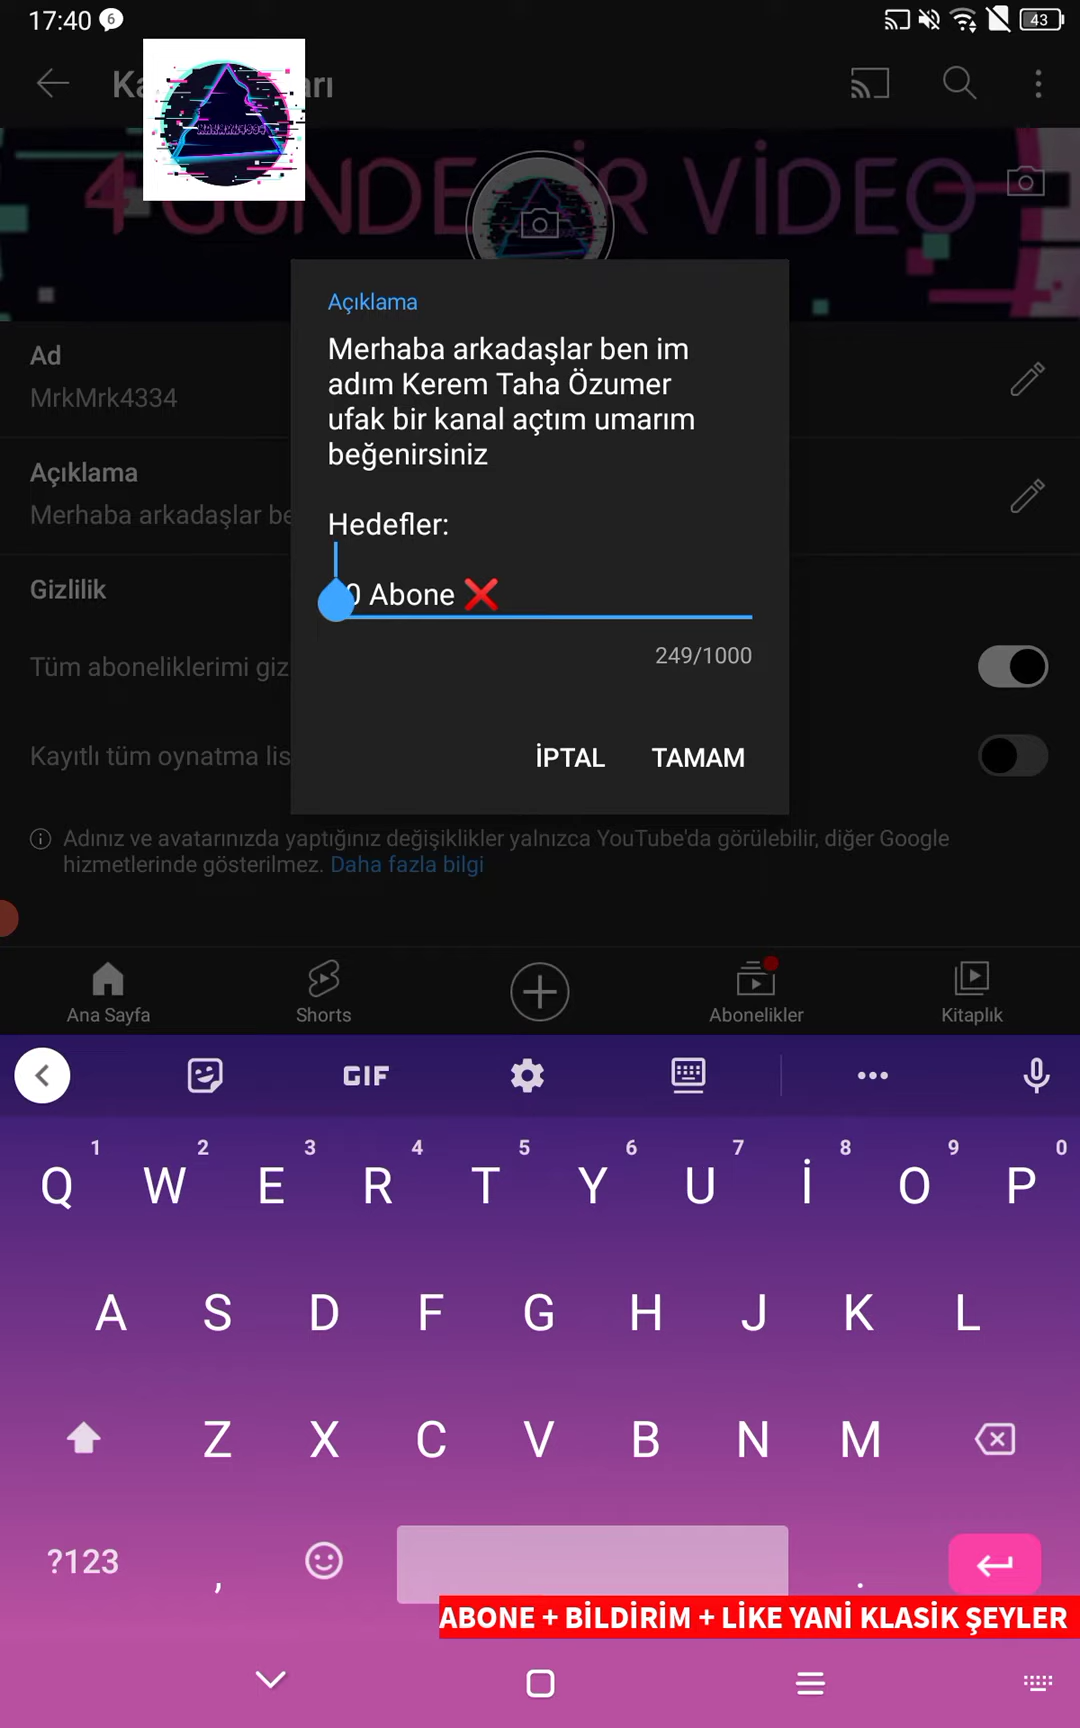 17:40 6
43
Ka ri
4 GÜNDE BİR VİDEO
Açıklama
Merhaba arkadaşlar ben im
adım Kerem Taha Özumer
ufak bir kanal açtım umarım
beğenirsiniz
Hedefler:
0 Abone ❌
249/1000
İPTAL TAMAM
Ad
MrkMrk4334
Açıklama
Merhaba arkadaşlar be
Gizlilik
Tüm aboneliklerimi giz
Kayıtlı tüm oynatma lis
Adınız ve avatarınızda yaptığınız değişiklikler yalnızca YouTube'da görülebilir, diğer Google
hizmetlerinde gösterilmez. Daha fazla bilgi
Ana Sayfa Shorts Abonelikler Kitaplık
GIF
1 2 3 4 5 6 7 8 9 0
Q W E R T Y U İ O P
A S D F G H J K L
Z X C V B N M
?123 , .
ABONE + BİLDİRİM + LİKE YANİ KLASİK ŞEYLER